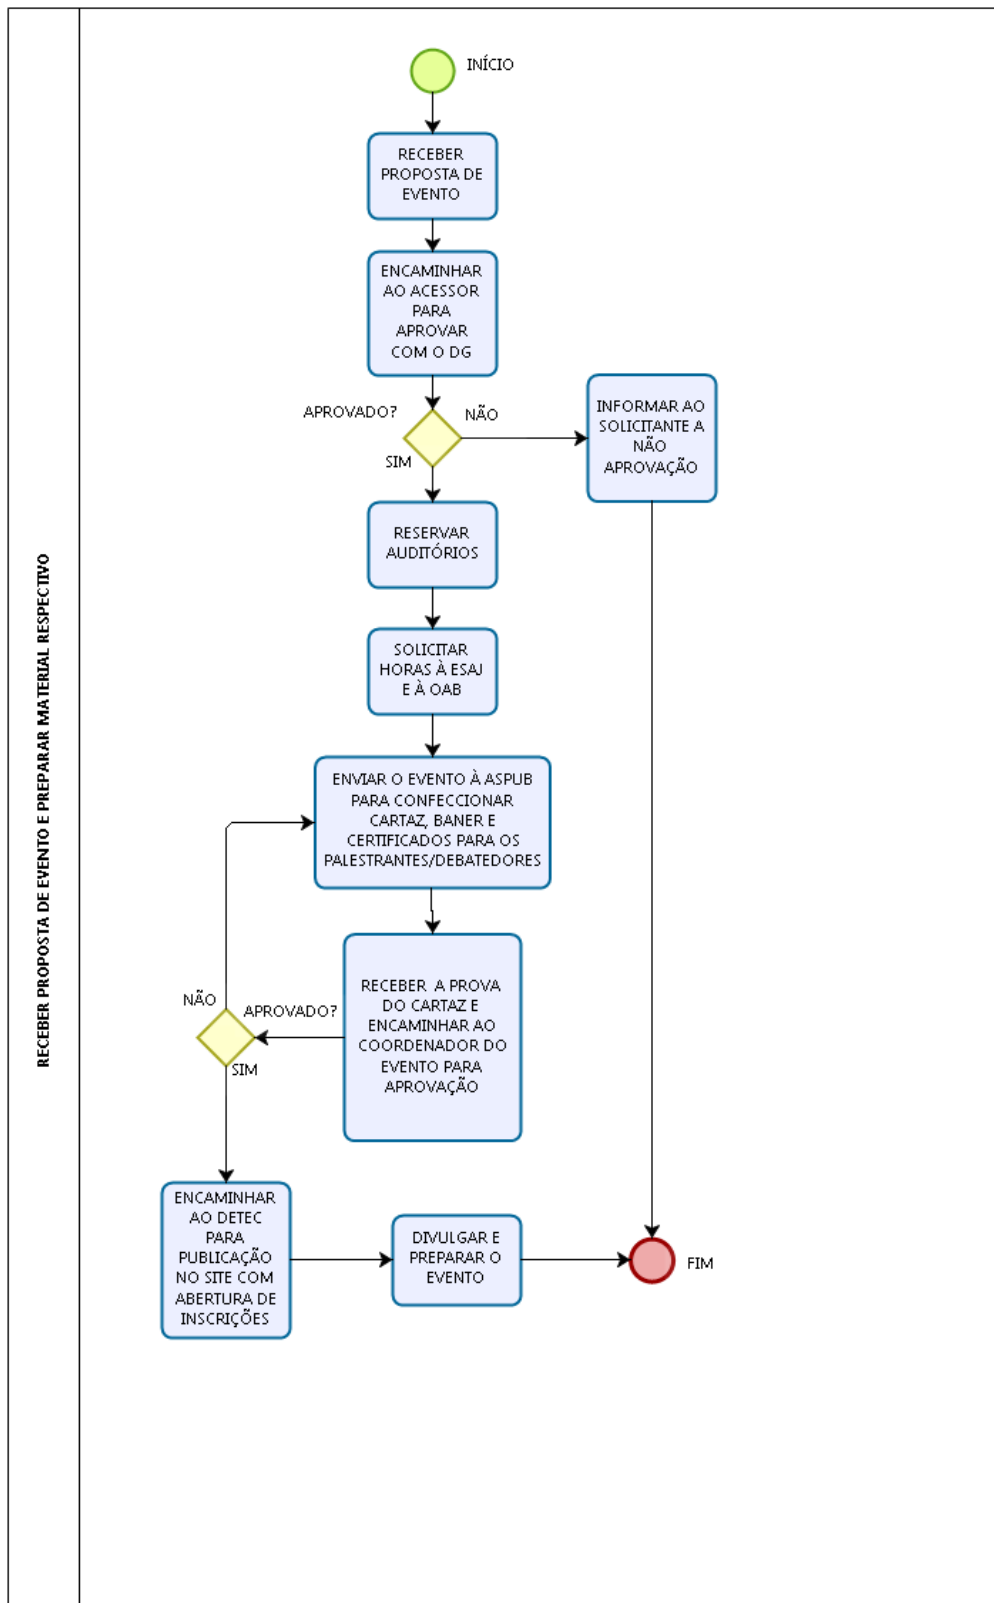 RECEBER PROPOSTA DE EVENTO E PREPARAR MATERIAL RESPECTIVO
INÍCIO
RECEBER
PROPOSTA DE
EVENTO
ENCAMINHAR
AO ACESSOR
PARA
APROVAR
COM O DG
APROVADO?
NÃO
SIM
INFORMAR AO
SOLICITANTE A
NÃO
APROVAÇÃO
RESERVAR
AUDITÓRIOS
SOLICITAR
HORAS À ESAJ
E À OAB
ENVIAR O EVENTO À ASPUB
PARA CONFECCIONAR
CARTAZ, BANER E
CERTIFICADOS PARA OS
PALESTRANTES/DEBATEDORES
RECEBER A PROVA
DO CARTAZ E
ENCAMINHAR AO
COORDENADOR DO
EVENTO PARA
APROVAÇÃO
NÃO
APROVADO?
SIM
ENCAMINHAR
AO DETEC
PARA
PUBLICAÇÃO
NO SITE COM
ABERTURA DE
INSCRIÇÕES
DIVULGAR E
PREPARAR O
EVENTO
FIM